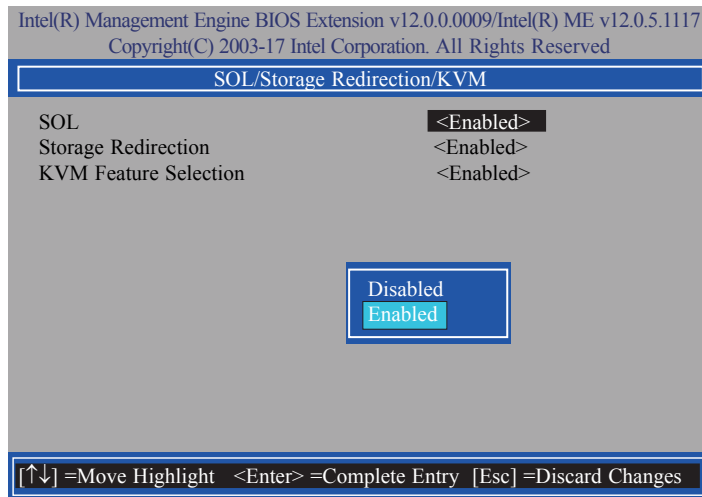 Intel(R) Management Engine BIOS Extension v12.0.0.0009/Intel(R) ME v12.0.5.1117
Copyright(C) 2003-17 Intel Corporation. All Rights Reserved
SOL/Storage Redirection/KVM
SOL <Enabled>
Storage Redirection <Enabled>
KVM Feature Selection <Enabled>
Disabled
Enabled
[↑↓] =Move Highlight <Enter> =Complete Entry [Esc] =Discard Changes